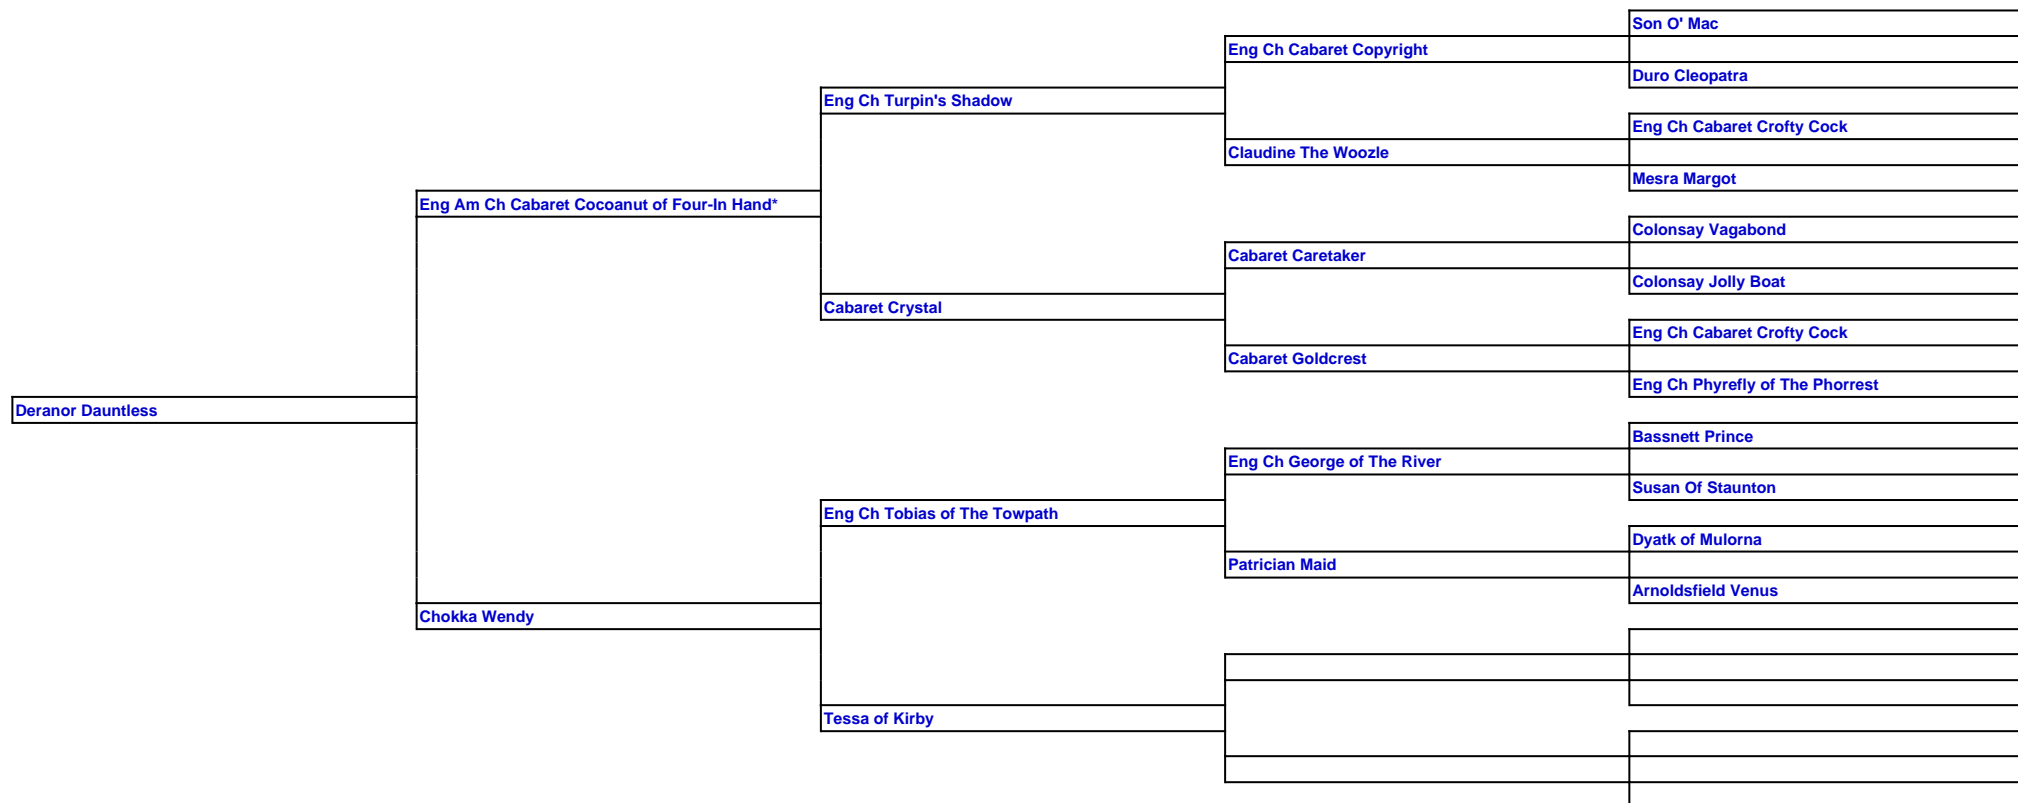 Son O' Mac
Eng Ch Cabaret Copyright
Duro Cleopatra
Eng Ch Turpin's Shadow
Eng Ch Cabaret Crofty Cock
Claudine The Woozle
Mesra Margot
Eng Am Ch Cabaret Cocoanut of Four-In Hand*
Colonsay Vagabond
Cabaret Caretaker
Colonsay Jolly Boat
Cabaret Crystal
Eng Ch Cabaret Crofty Cock
Cabaret Goldcrest
Eng Ch Phyrefly of The Phorrest
Deranor Dauntless
Bassnett Prince
Eng Ch George of The River
Susan Of Staunton
Eng Ch Tobias of The Towpath
Dyatk of Mulorna
Patrician Maid
Arnoldsfield Venus
Chokka Wendy
Tessa of Kirby